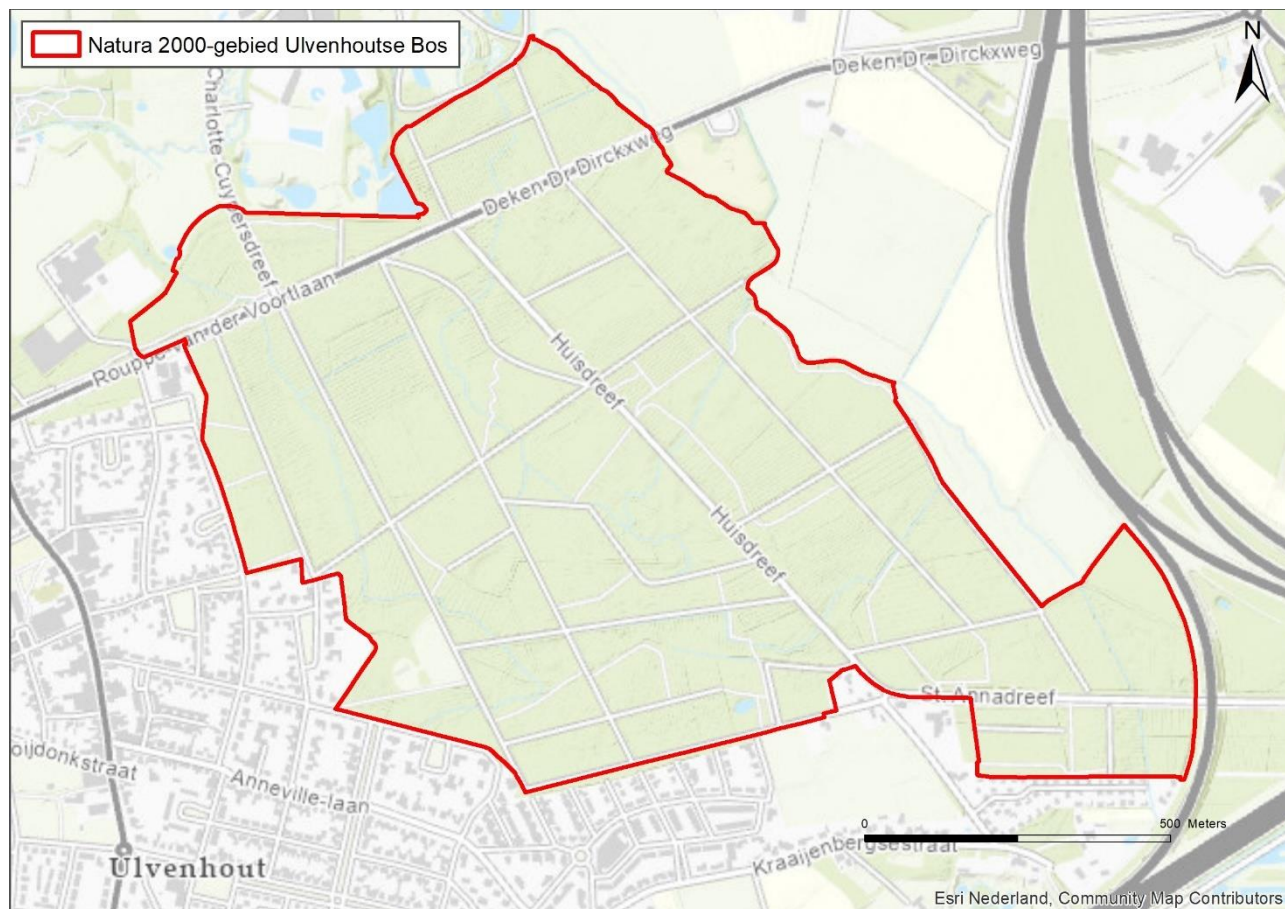 Natura 2000-gebied Ulvenhoutse Bos
N
Deken Dr. Dirckxweg
Charlotte Cuypersdreef
Deken Dr. Dirckxweg
Rouppe van der Voortlaan
Huisdreef
Huisdreef
St. Annadreef
oijdonkstraat
Anneville-laan
0 500 Meters
Ulvenhout
Kraaijenbergsestraat
Esri Nederland, Community Map Contributors